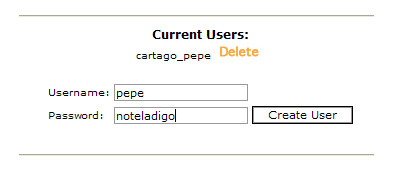 Current Users:
cartago_pepe Delete
Username: pepe
Password: noteladigo Create User